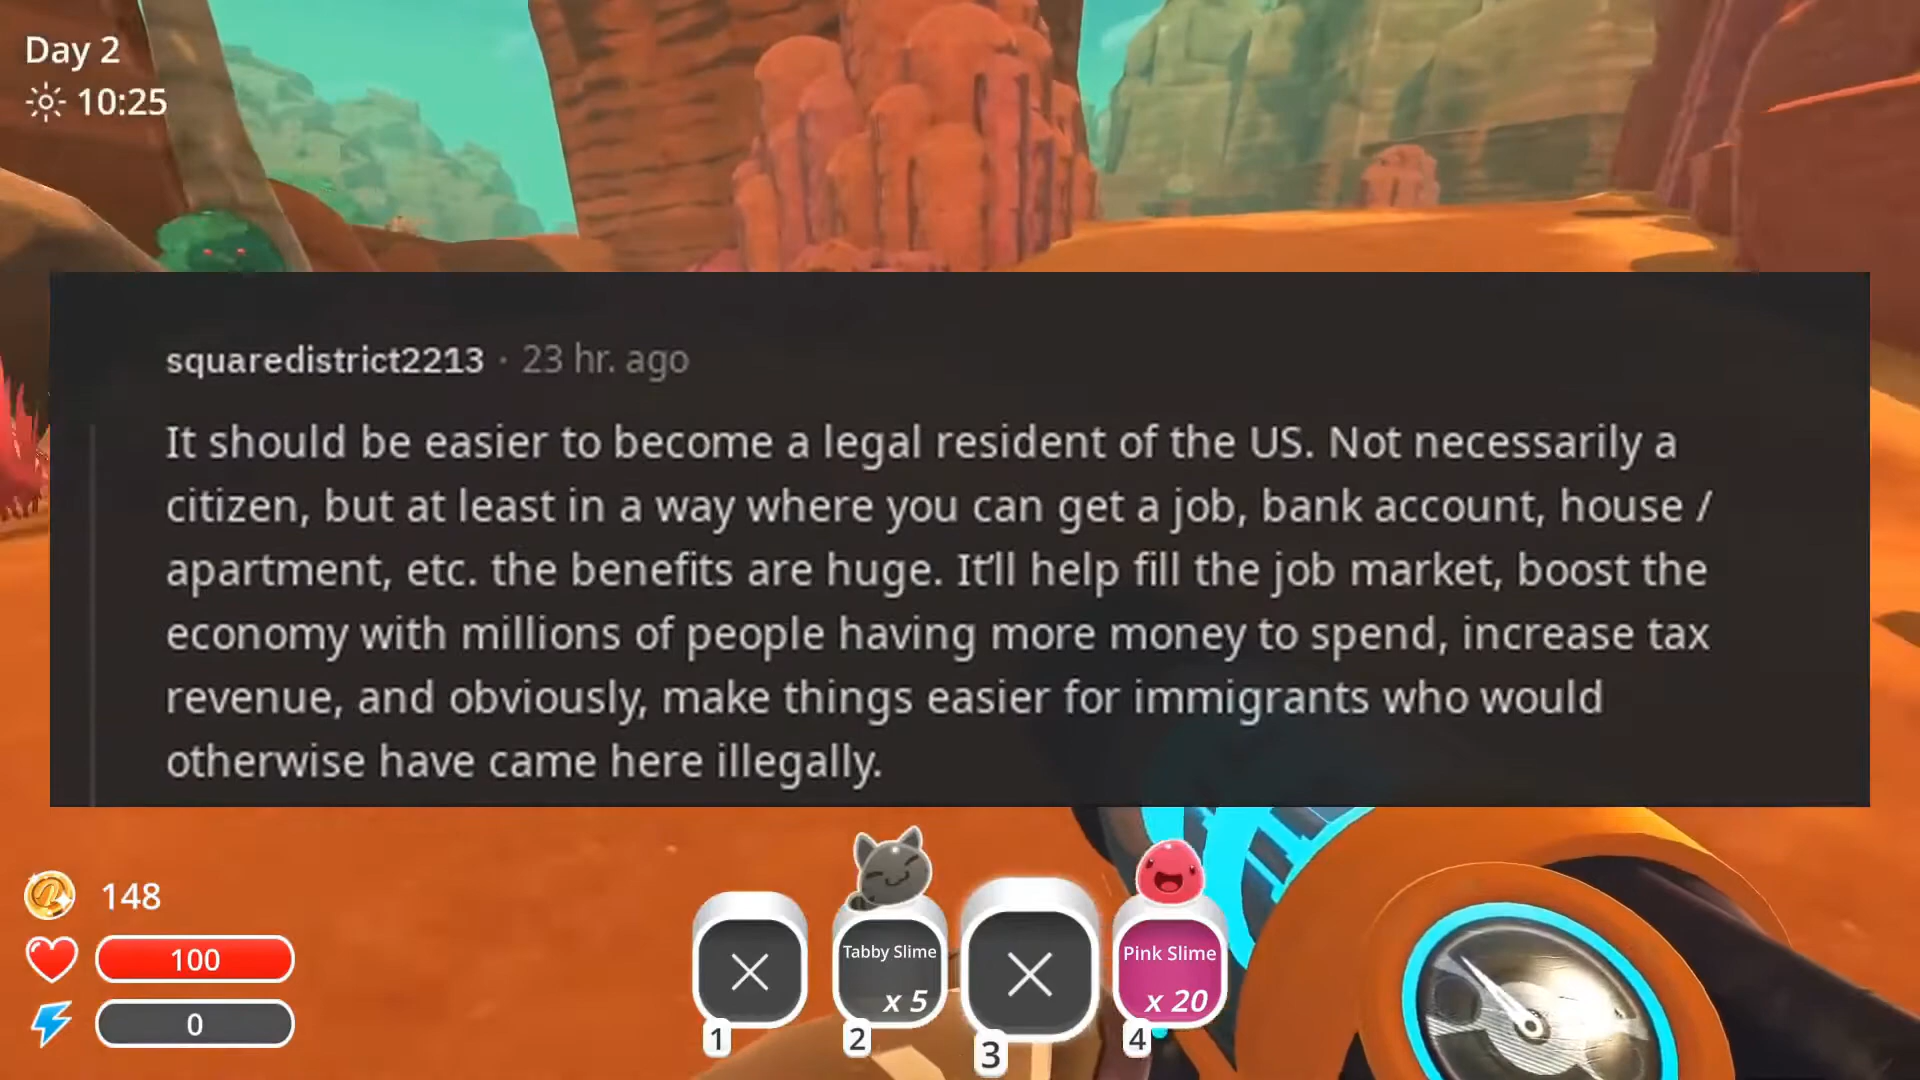 Day 2
10:25
squaredistrict2213 · 23 hr. ago
It should be easier to become a legal resident of the US. Not necessarily a
citizen, but at least in a way where you can get a job, bank account, house /
apartment, etc. the benefits are huge. It'll help fill the job market, boost the
economy with millions of people having more money to spend, increase tax
revenue, and obviously, make things easier for immigrants who would
otherwise have came here illegally.
148
100
0
Tabby Slime
x 5
Pink Slime
x 20
1
2
3
4